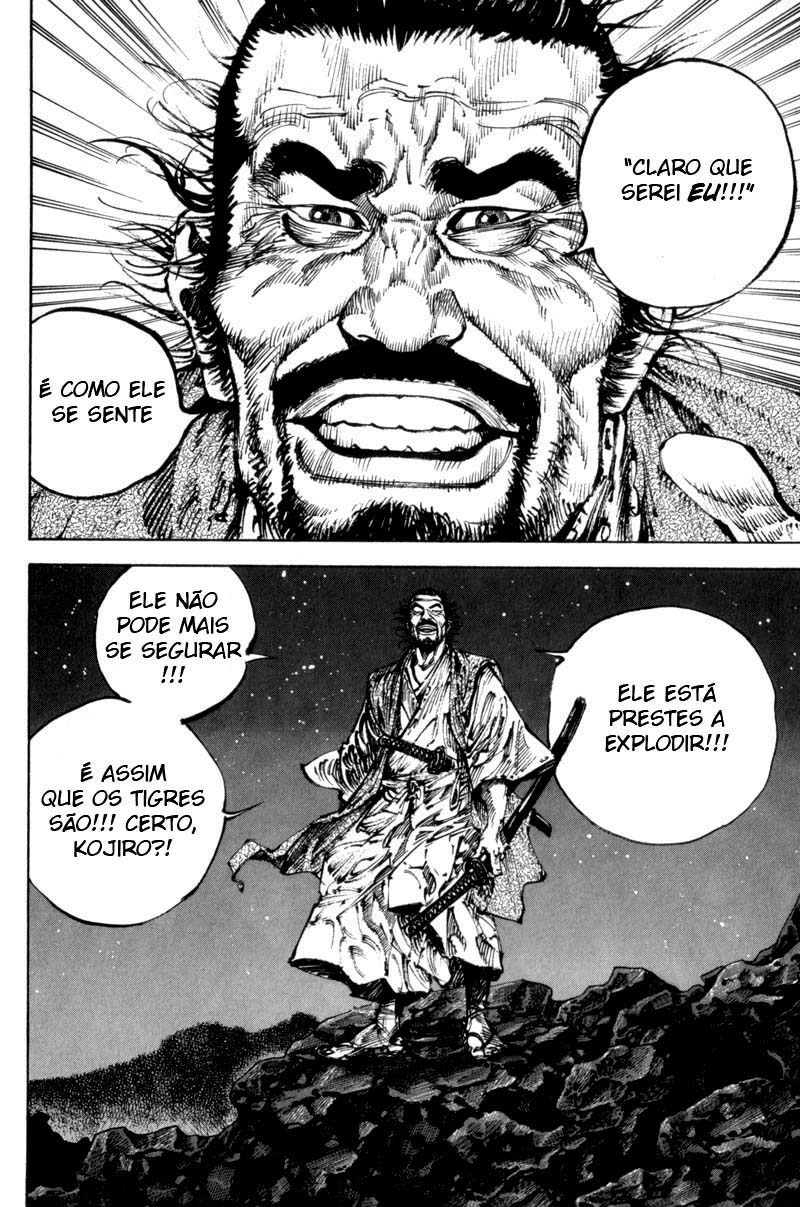 "CLARO QUE
SEREI EU!!!"
É COMO ELE
SE SENTE
ELE ESTÁ
PRESTES A
EXPLODIR!!!
ELE NÃO
PODE MAIS
SE SEGURAR
!!!
É ASSIM
QUE OS TIGRES
SÃO!!! CERTO,
KOJIRO?!